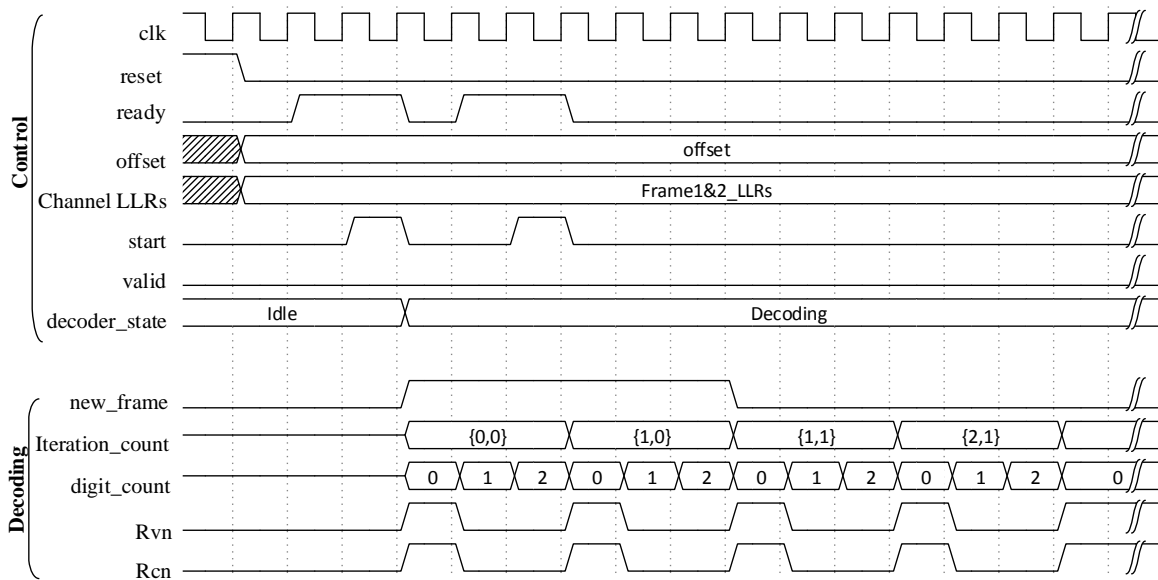 Control
clk
reset
ready
offset offset
Channel LLRs Frame1&2_LLRs
start
valid
decoder_state Idle Decoding
Decoding
new_frame
Iteration_count {0,0} {1,0} {1,1} {2,1}
digit_count 0 1 2 0 1 2 0 1 2 0 1 2 0
Rvn
Rcn